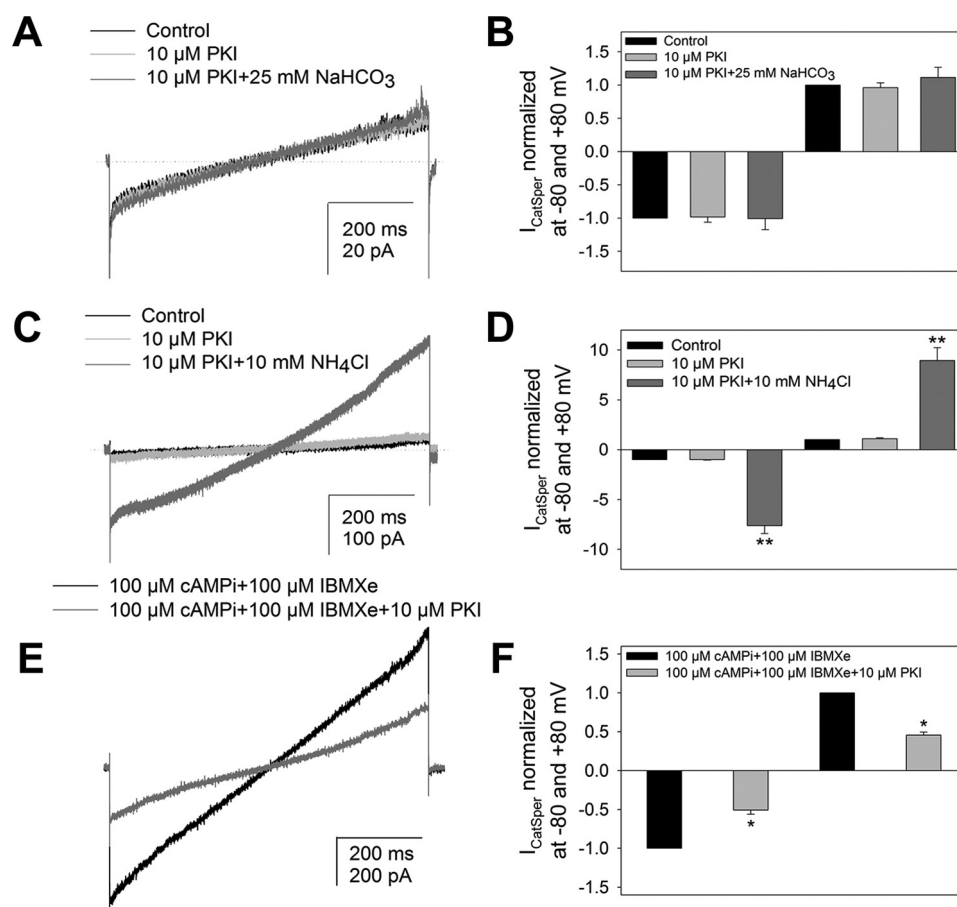 A
Control
10 µM PKI
10 µM PKI+25 mM NaHCO3
200 ms
20 pA
B
Control
10 µM PKI
10 µM PKI+25 mM NaHCO3
ICatSper normalized
at -80 and +80 mV
1.5
1.0
0.5
0.0
-0.5
-1.0
-1.5
C
Control
10 µM PKI
10 µM PKI+10 mM NH4Cl
200 ms
100 pA
D
Control
10 µM PKI
10 µM PKI+10 mM NH4Cl
ICatSper normalized
at -80 and +80 mV
10
5
0
-5
-10
**
**
100 µM cAMPi+100 µM IBMXe
100 µM cAMPi+100 µM IBMXe+10 µM PKI
E
200 ms
200 pA
F
100 µM cAMPi+100 µM IBMXe
100 µM cAMPi+100 µM IBMXe+10 µM PKI
ICatSper normalized
at -80 and +80 mV
1.5
1.0
0.5
0.0
-0.5
-1.0
-1.5
*
*